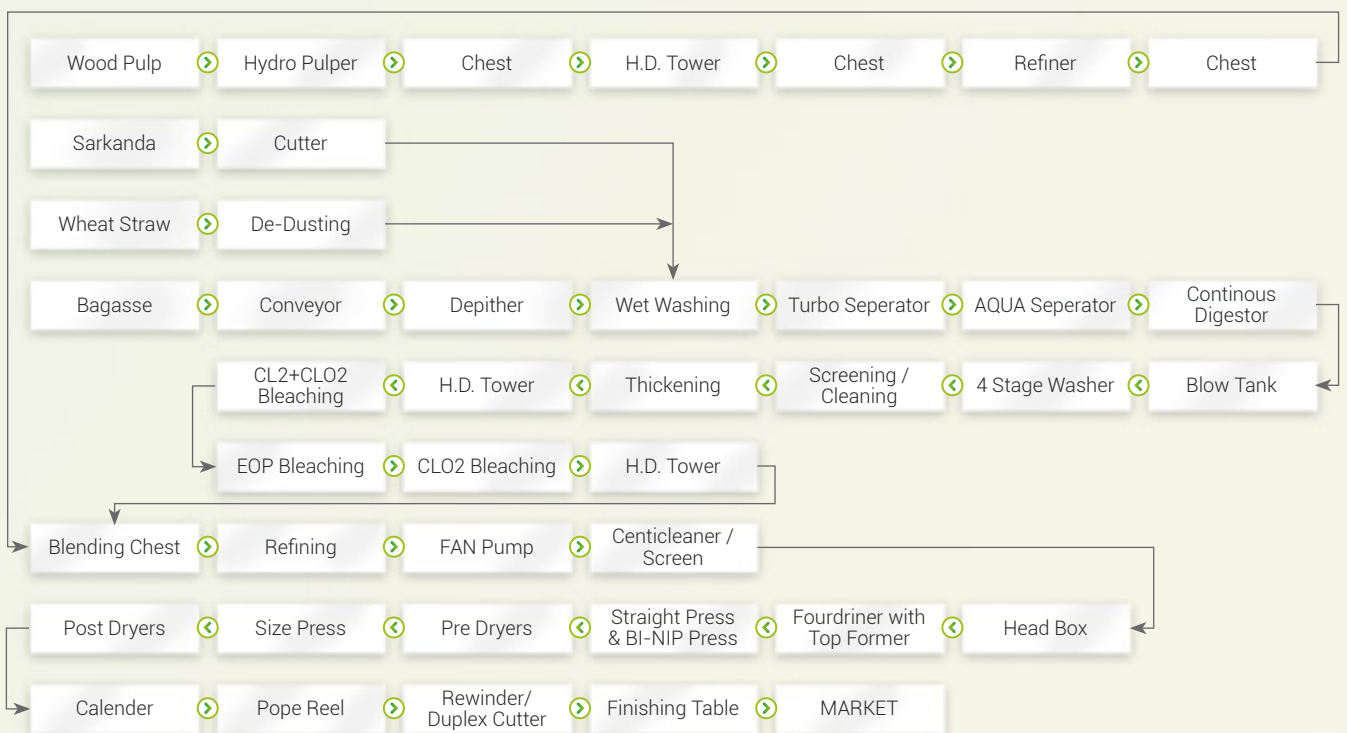 Wood Pulp
Hydro Pulper
Chest
H.D. Tower
Chest
Refiner
Chest
Sarkanda
Cutter
Wheat Straw
De-Dusting
Bagasse
Conveyor
Depither
Wet Washing
Turbo Seperator
AQUA Seperator
Continous
Digestor
CL2+CLO2
Bleaching
H.D. Tower
Thickening
Screening /
Cleaning
4 Stage Washer
Blow Tank
EOP Bleaching
CLO2 Bleaching
H.D. Tower
Blending Chest
Refining
FAN Pump
Centicleaner /
Screen
Post Dryers
Size Press
Pre Dryers
Straight Press
& BI-NIP Press
Fourdriner with
Top Former
Head Box
Calender
Pope Reel
Rewinder/
Duplex Cutter
Finishing Table
MARKET